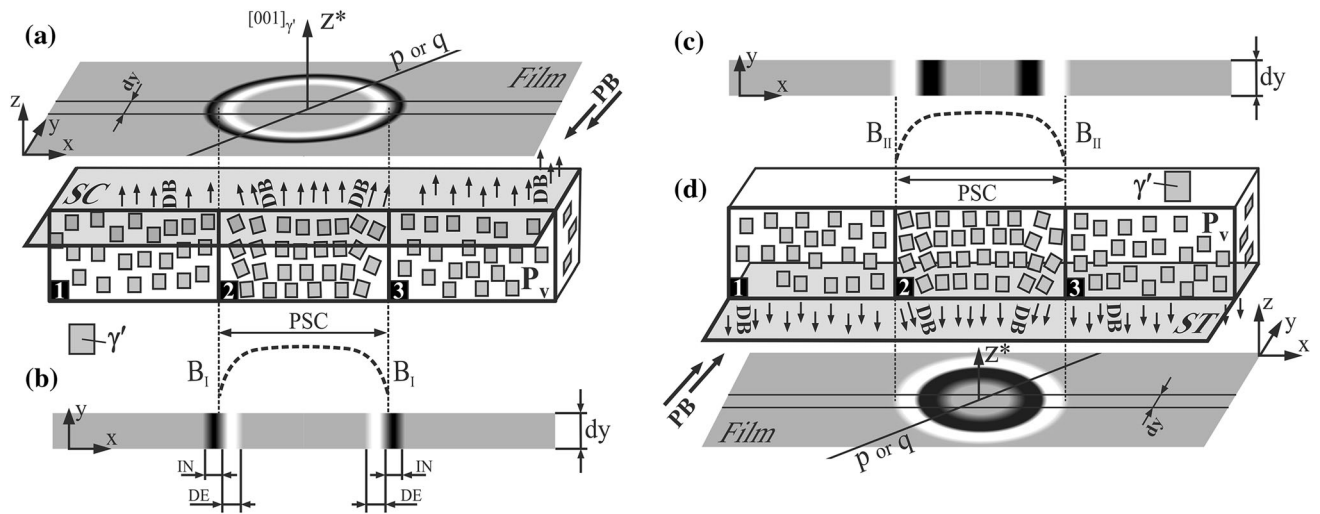 (a)
[001]γ′
z*
p or q
Film
dy
PB
z
y
x
SC
DB
DB
DB
DB
1
2
3
Pv
γ′
PSC
(b)
BI
BI
y
x
dy
IN
IN
DE
DE
(c)
y
x
dy
BII
BII
PSC
(d)
γ′
Pv
1
2
3
DB
DB
DB
DB
ST
z
y
x
z*
PB
Film
p or q
dy